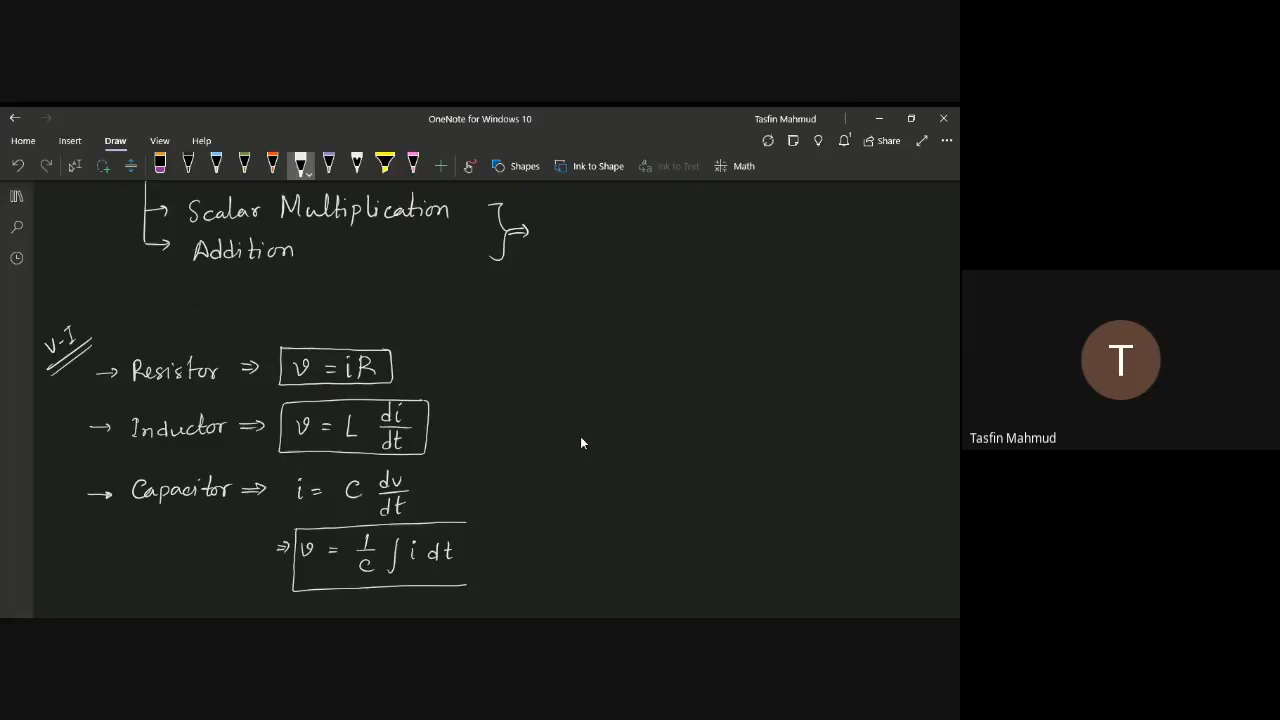 OneNote for Windows 10
Tasfin Mahmud
Home Insert Draw View Help
Share
Shapes Ink to Shape Ink to Text Math
→ Scalar Multiplication
→ Addition } ⇒
V-I
→ Resistor ⇒ v = iR
→ Inductor ⇒ v = L di/dt
→ Capacitor ⇒ i = C dv/dt
⇒ v = 1/C ∫ i dt
T
Tasfin Mahmud